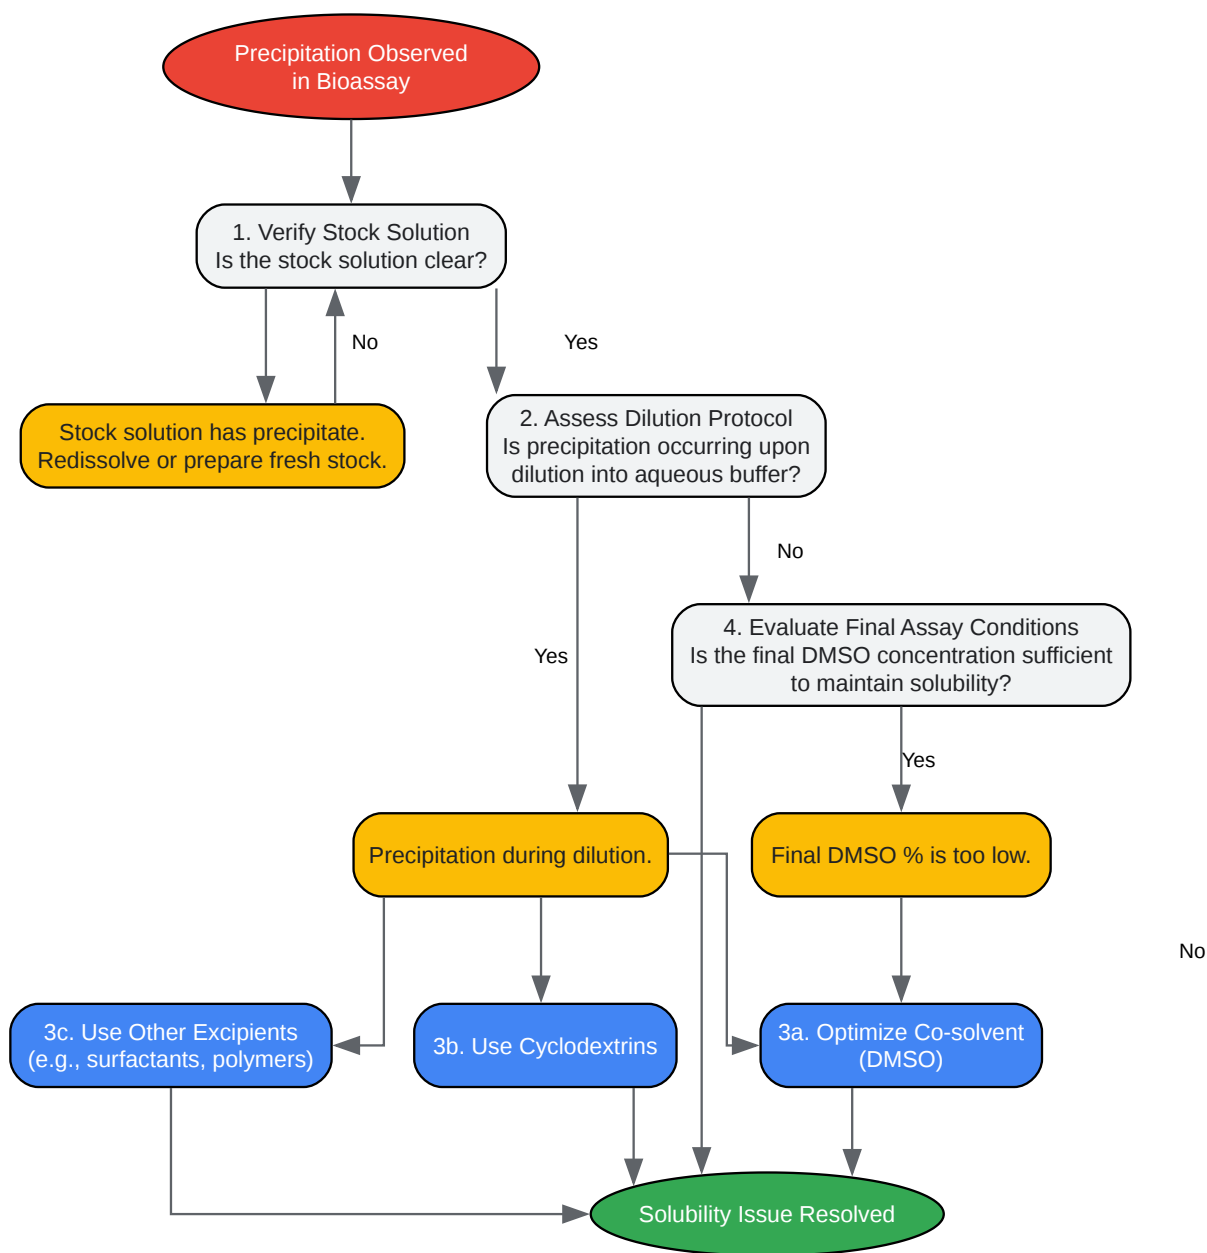 Precipitation Observed
in Bioassay
1. Verify Stock Solution
Is the stock solution clear?
No
Yes
Stock solution has precipitate.
Redissolve or prepare fresh stock.
2. Assess Dilution Protocol
Is precipitation occurring upon
dilution into aqueous buffer?
No
Yes
4. Evaluate Final Assay Conditions
Is the final DMSO concentration sufficient
to maintain solubility?
Yes
Precipitation during dilution.
Final DMSO % is too low.
No
3c. Use Other Excipients
(e.g., surfactants, polymers)
3b. Use Cyclodextrins
3a. Optimize Co-solvent
(DMSO)
Solubility Issue Resolved